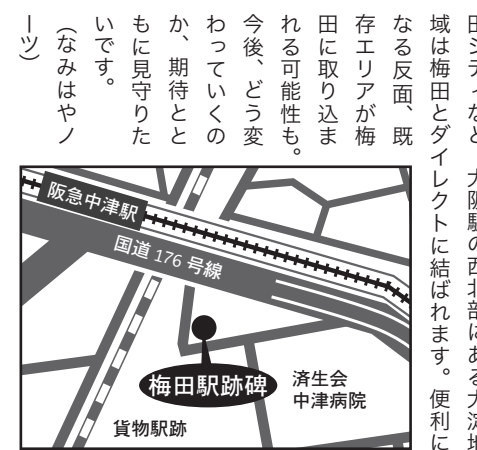 田シティなど、大阪駅の西北部にある大淀地
域は梅田とダイレクトに結ばれます。便利に
なる反面、既
存エリアが梅
田に取り込ま
れる可能性も。
今後、どう変
わっていくの
か、期待とと
もに見守りた
いです。
（なみはやノ
ーツ）
阪急中津駅
国道 176 号線
梅田駅跡碑
済生会
中津病院
貨物駅跡